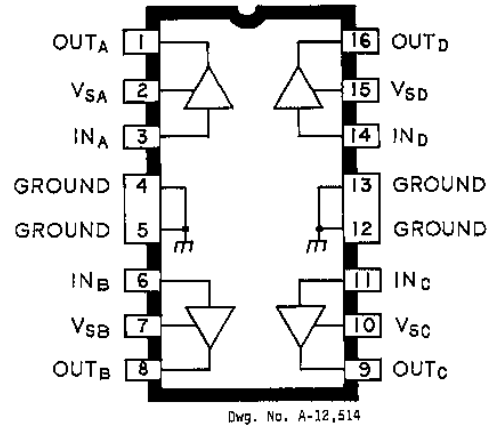 OUTA 1 16 OUTD
VSA 2 15 VSD
INA 3 14 IND
GROUND 4 13 GROUND
GROUND 5 12 GROUND
INB 6 11 INC
VSB 7 10 VSC
OUTB 8 9 OUTC
Dwg. No. A-12,514